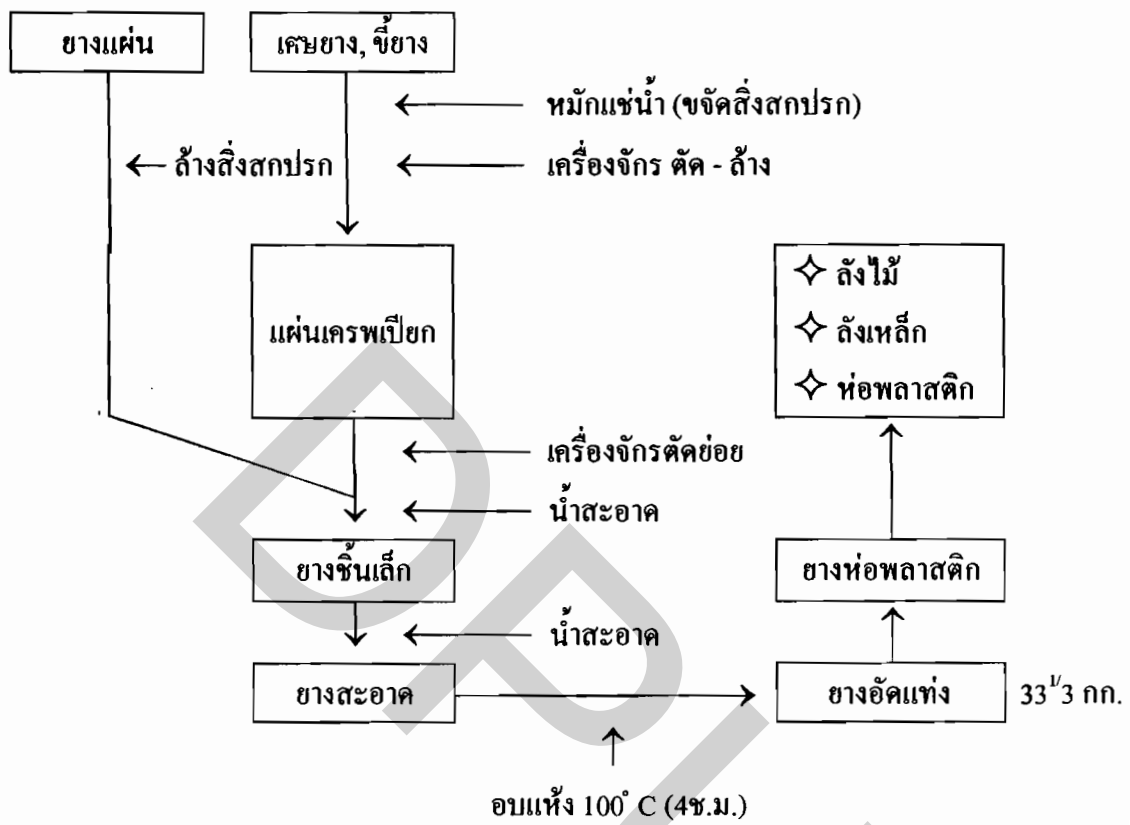 ยางแผ่น
เศษยาง, ขี้ยาง
หมักแช่น้ำ (ขจัดสิ่งสกปรก)
ล้างสิ่งสกปรก
เครื่องจักร ตัด - ล้าง
แผ่นเครพเปียก
ลังไม้
ลังเหล็ก
ห่อพลาสติก
เครื่องจักรตัดย่อย
น้ำสะอาด
ยางชิ้นเล็ก
ยางห่อพลาสติก
น้ำสะอาด
ยางสะอาด
ยางอัดแท่ง
33 1/3 กก.
อบแห้ง 100° C (4ช.ม.)
DPU